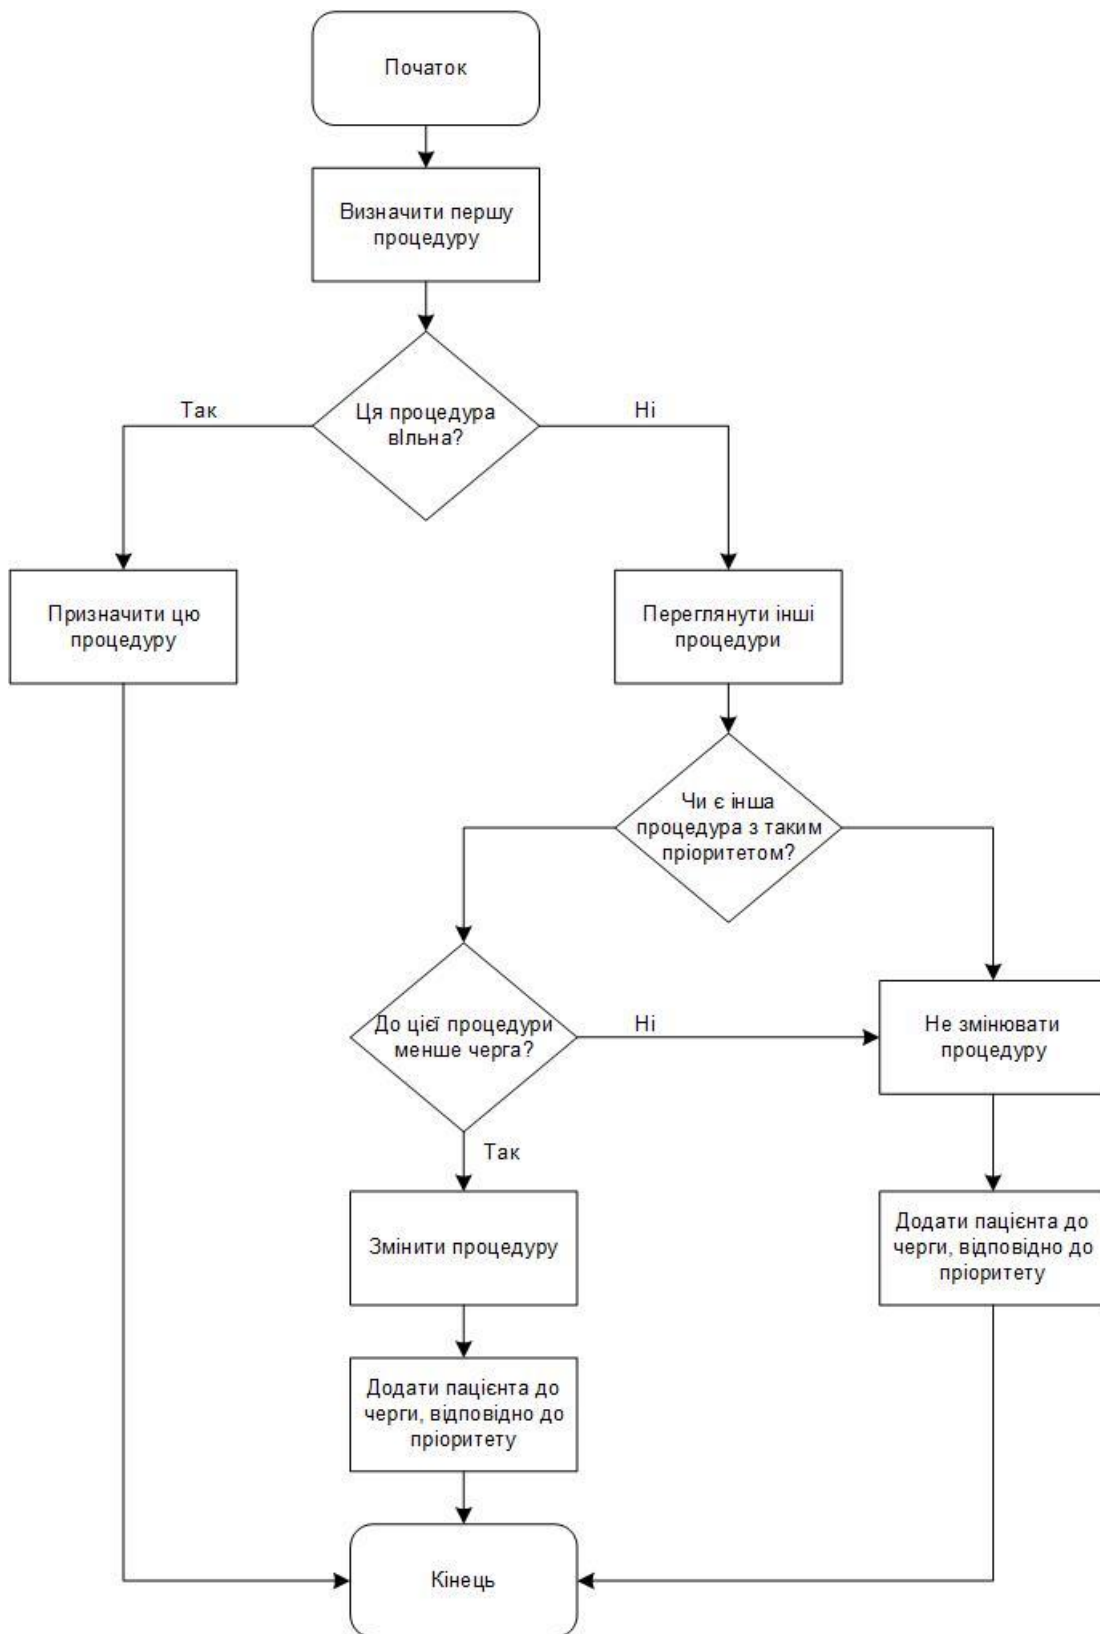 Початок
Визначити першу
процедуру
Ця процедура
вільна?
Так
Ні
Призначити цю
процедуру
Переглянути інші
процедури
Чи є інша
процедура з таким
пріоритетом?
До цієї процедури
менше черга?
Ні
Не змінювати
процедуру
Так
Змінити процедуру
Додати пацієнта до
черги, відповідно до
пріоритету
Додати пацієнта до
черги, відповідно до
пріоритету
Кінець